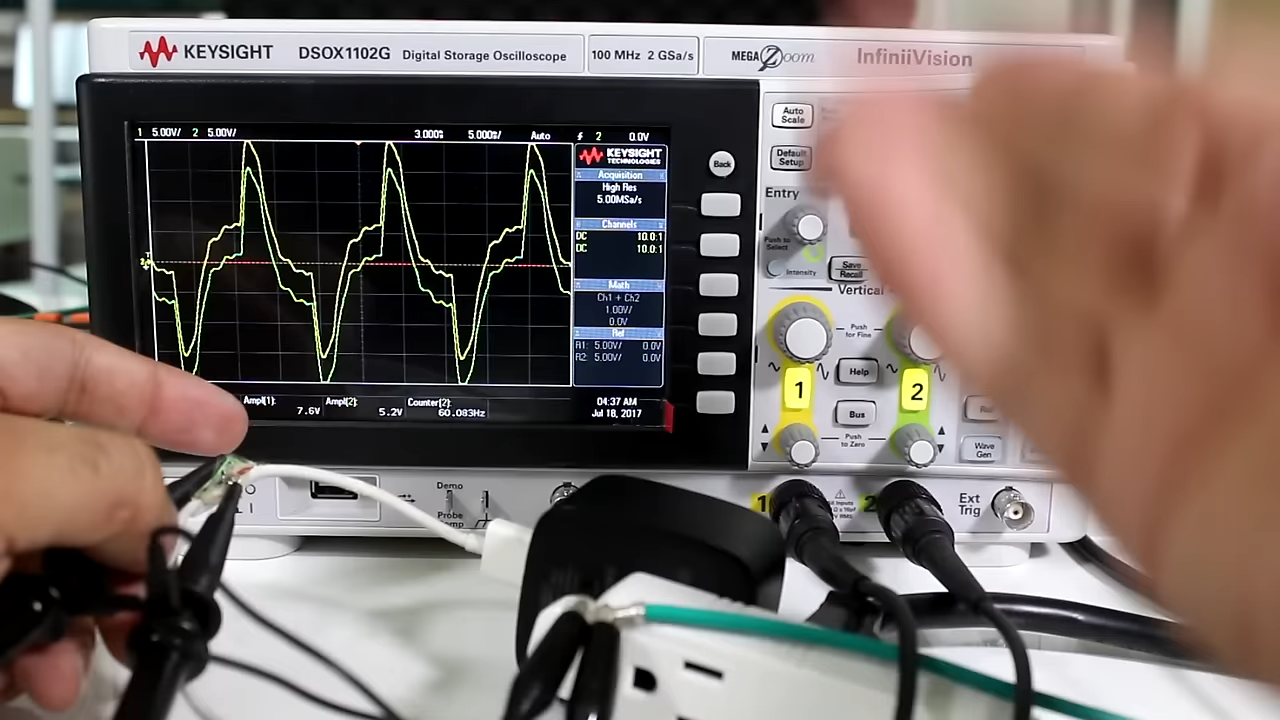 KEYSIGHT DSOX1102G Digital Storage Oscilloscope 100 MHz 2 GSa/s MEGA Zoom InfiniiVision
1 5.00V/ 2 5.00V/ 5.000s/ Auto 2 0.0V
KEYSIGHT
TECHNOLOGIES
Acquisition
High Res
5.00MSa/s
Channels
DC 10.0:1
DC 10.0:1
Math
Ch1 + Ch2
1.00V/
0.0V
R1: 5.00V/ 0.0V
R2: 5.00V/ 0.0V
Ampl(1): Ampl(2): Counter(2):
7.6V 5.2V 60.083Hz
04:37 AM
Jul 18, 2017
Back
Auto
Scale
Default
Setup
Entry
Push to
Select
Intensity
Save
Recall
Vertical
Push
for Fine
Help
1
2
Bus
Push
to Zero
Wave
Gen
Demo
Probe
1
2
Ext
Trig